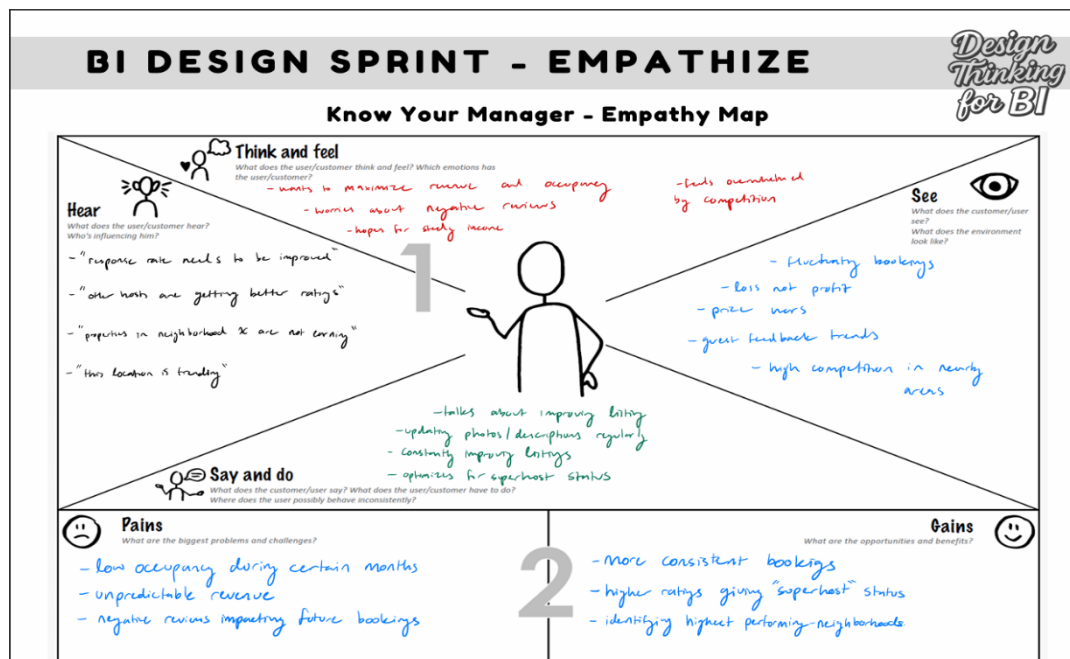 BI DESIGN SPRINT - EMPATHIZE
Design
Thinking
for BI
Know Your Manager - Empathy Map
Think and feel
What does the user/customer think and feel? Which emotions has
the user/customer?
- wants to maximize revenue and occupancy
- worries about negative reviews
- hopes for steady income
- feels overwhelmed
by competition
Hear
What does the user/customer hear?
Who's influencing him?
- "response rate needs to be improved"
- "other hosts are getting better ratings"
- "properties in neighborhood x are not earning"
- "this location is trending"
1
See
What does the customer/user
see?
What does the environment
look like?
- fluctuating bookings
- loss not profit
- prize wars
- guest feedback trends
- high competition in nearby
areas
- talks about improving listing
- updating photos/descriptions regularly
- constantly improving listings
- optimizes for superhost status
Say and do
What does the customer/user say? What does the user/customer have to do?
Where does the user possibly behave inconsistently?
Pains
What are the biggest problems and challenges?
- low occupancy during certain months
- unpredictable revenue
- negative reviews impacting future bookings
2
Gains
What are the opportunities and benefits?
- more consistent bookings
- higher ratings giving "superhost" status
- identifying highest performing neighborhoods